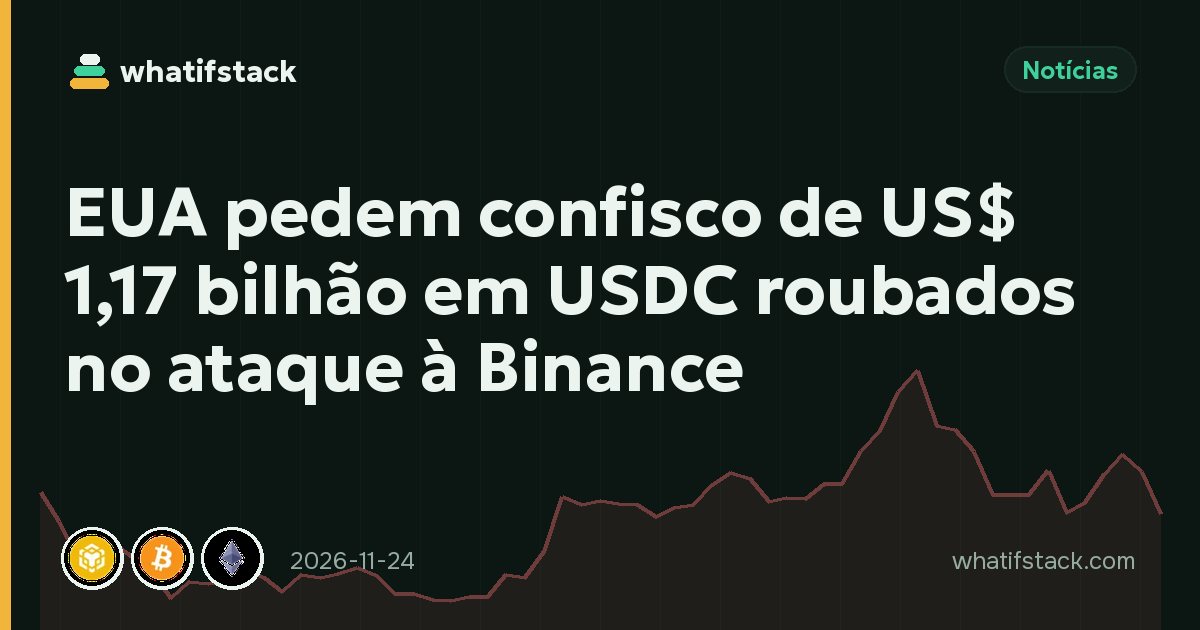 whatifstack
Notícias
EUA pedem confisco de US$
1,17 bilhão em USDC roubados
no ataque à Binance
2026-11-24
whatifstack.com